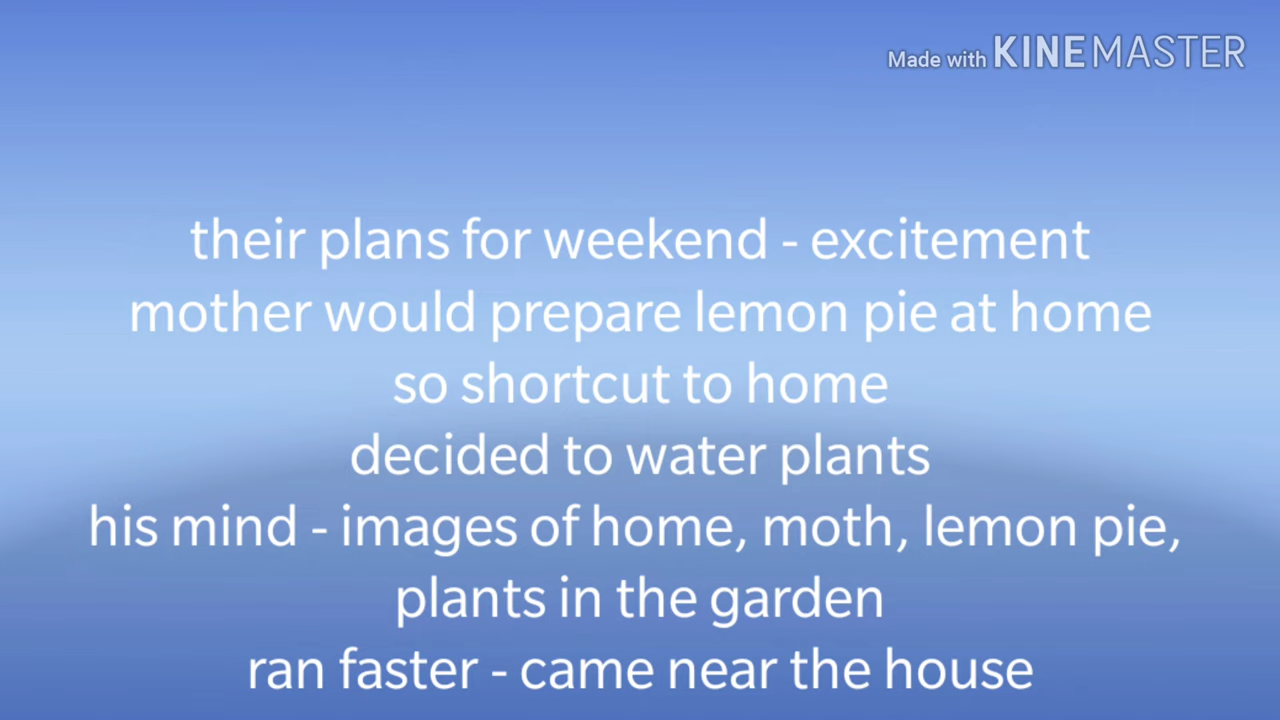 Made with KINEMASTER
their plans for weekend - excitement
mother would prepare lemon pie at home
so shortcut to home
decided to water plants
his mind - images of home, moth, lemon pie,
plants in the garden
ran faster - came near the house